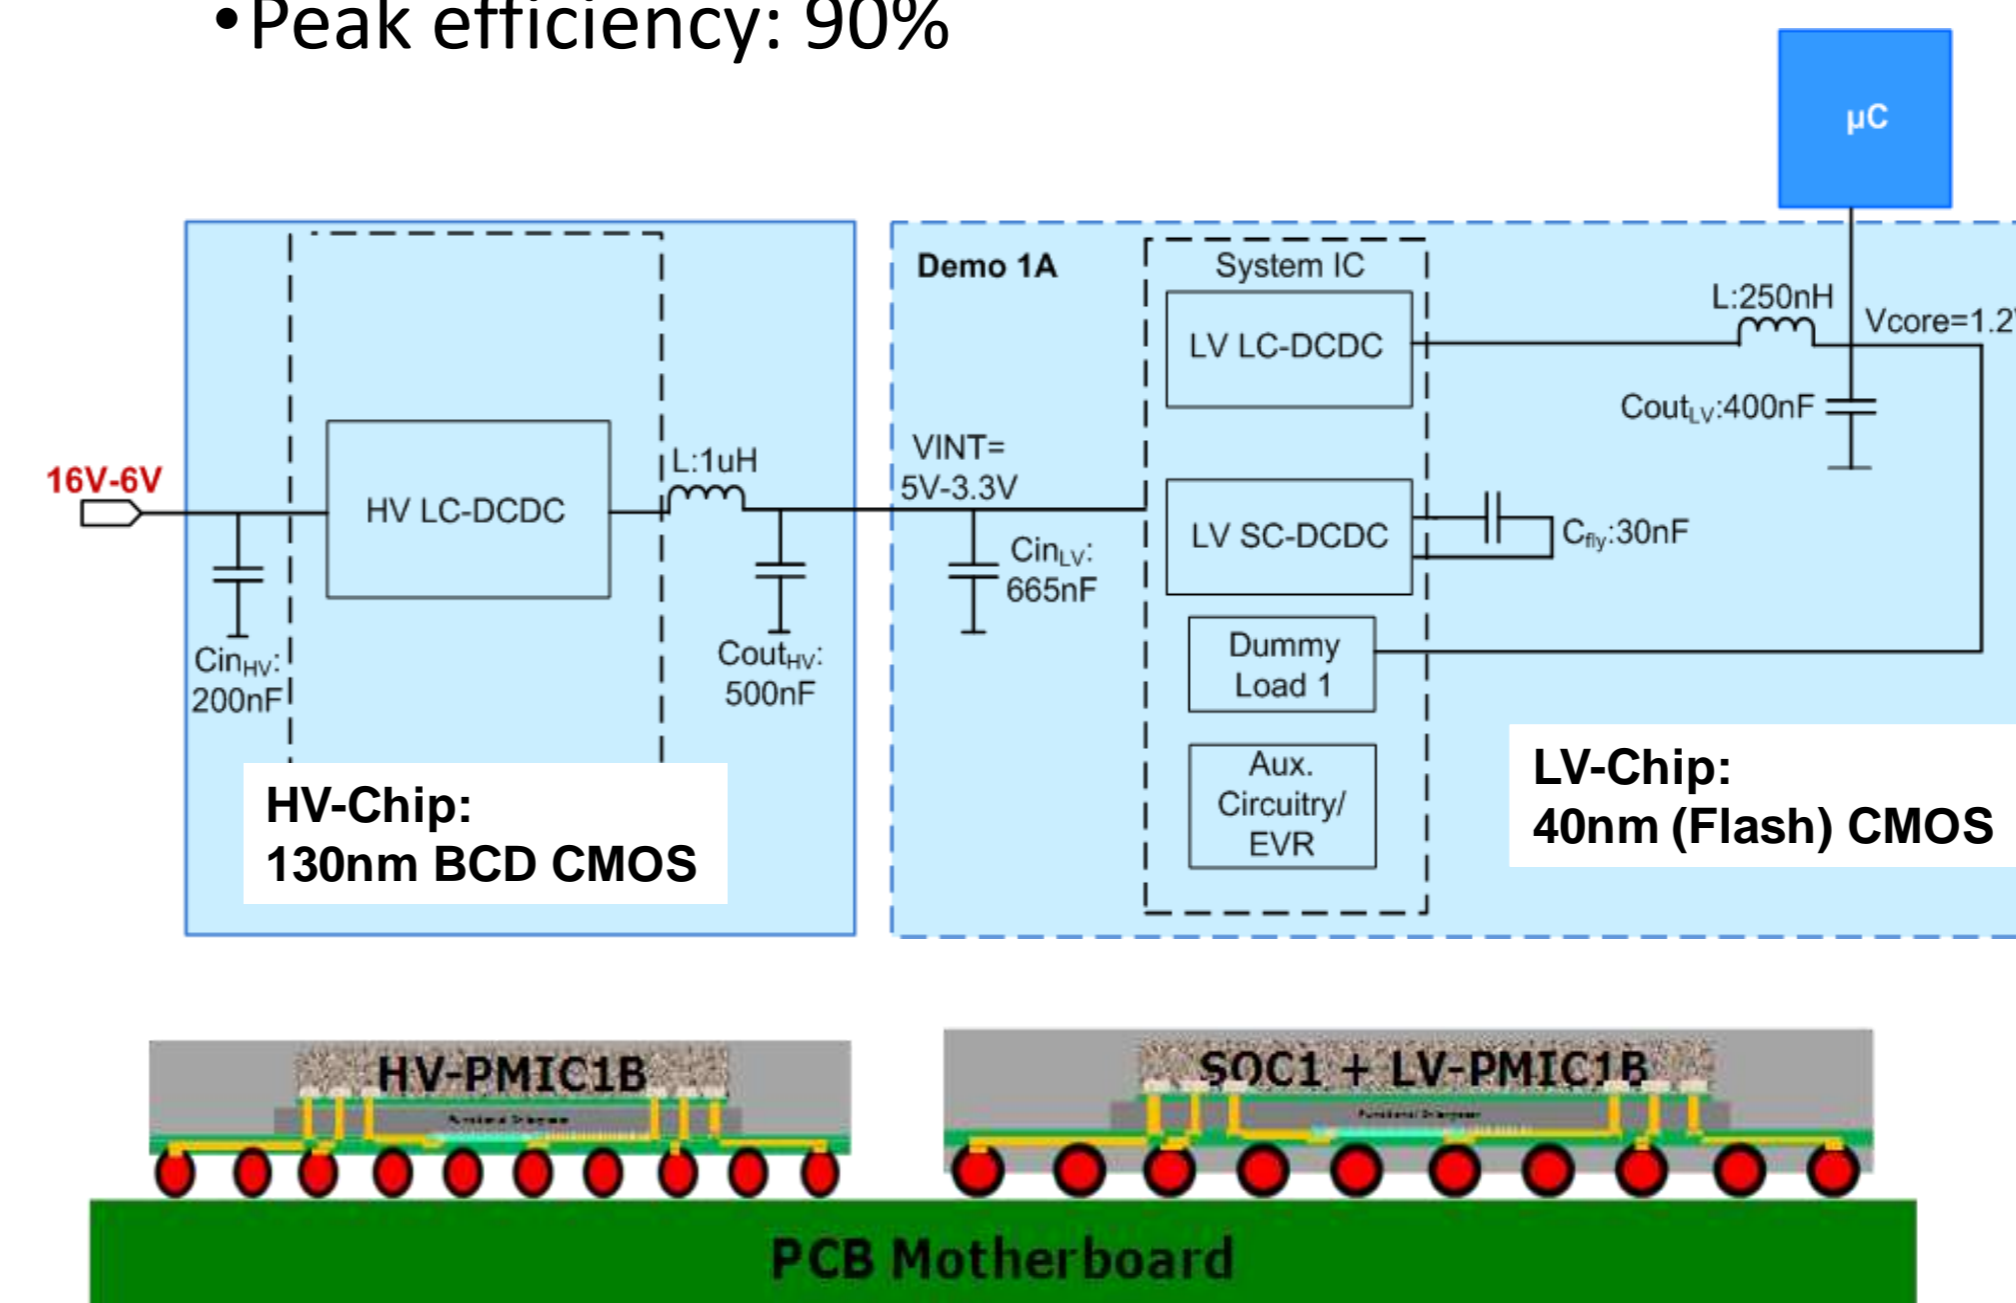 •Peak efficiency: 90%
µC
Demo 1A
System IC
LV LC-DCDC
L:250nH
Vcore=1.2
CoutLV:400nF
16V-6V
HV LC-DCDC
L:1uH
VINT=
5V-3.3V
LV SC-DCDC
Cfly:30nF
CinLV:
665nF
CinHV:
200nF
CoutHV:
500nF
Dummy
Load 1
Aux.
Circuitry/
EVR
HV-Chip:
130nm BCD CMOS
LV-Chip:
40nm (Flash) CMOS
HV-PMIC1B
SOC1 + LV-PMIC1B
PCB Motherboard